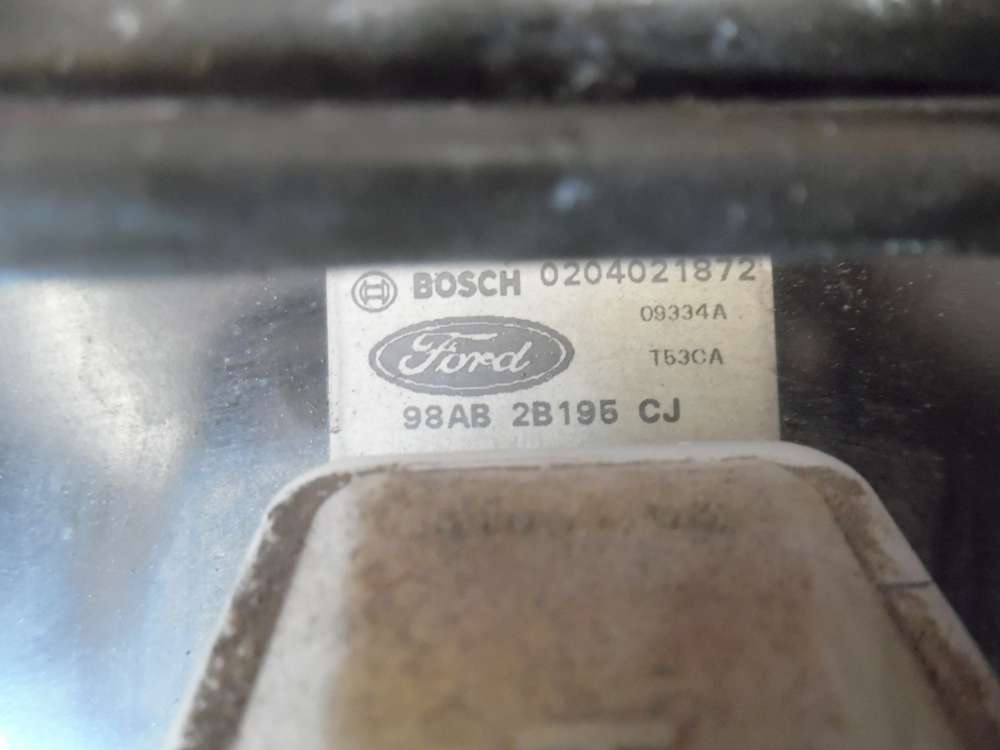 BOSCH 0204021872
09334A
Ford
T53CA
98AB 2B195 CJ